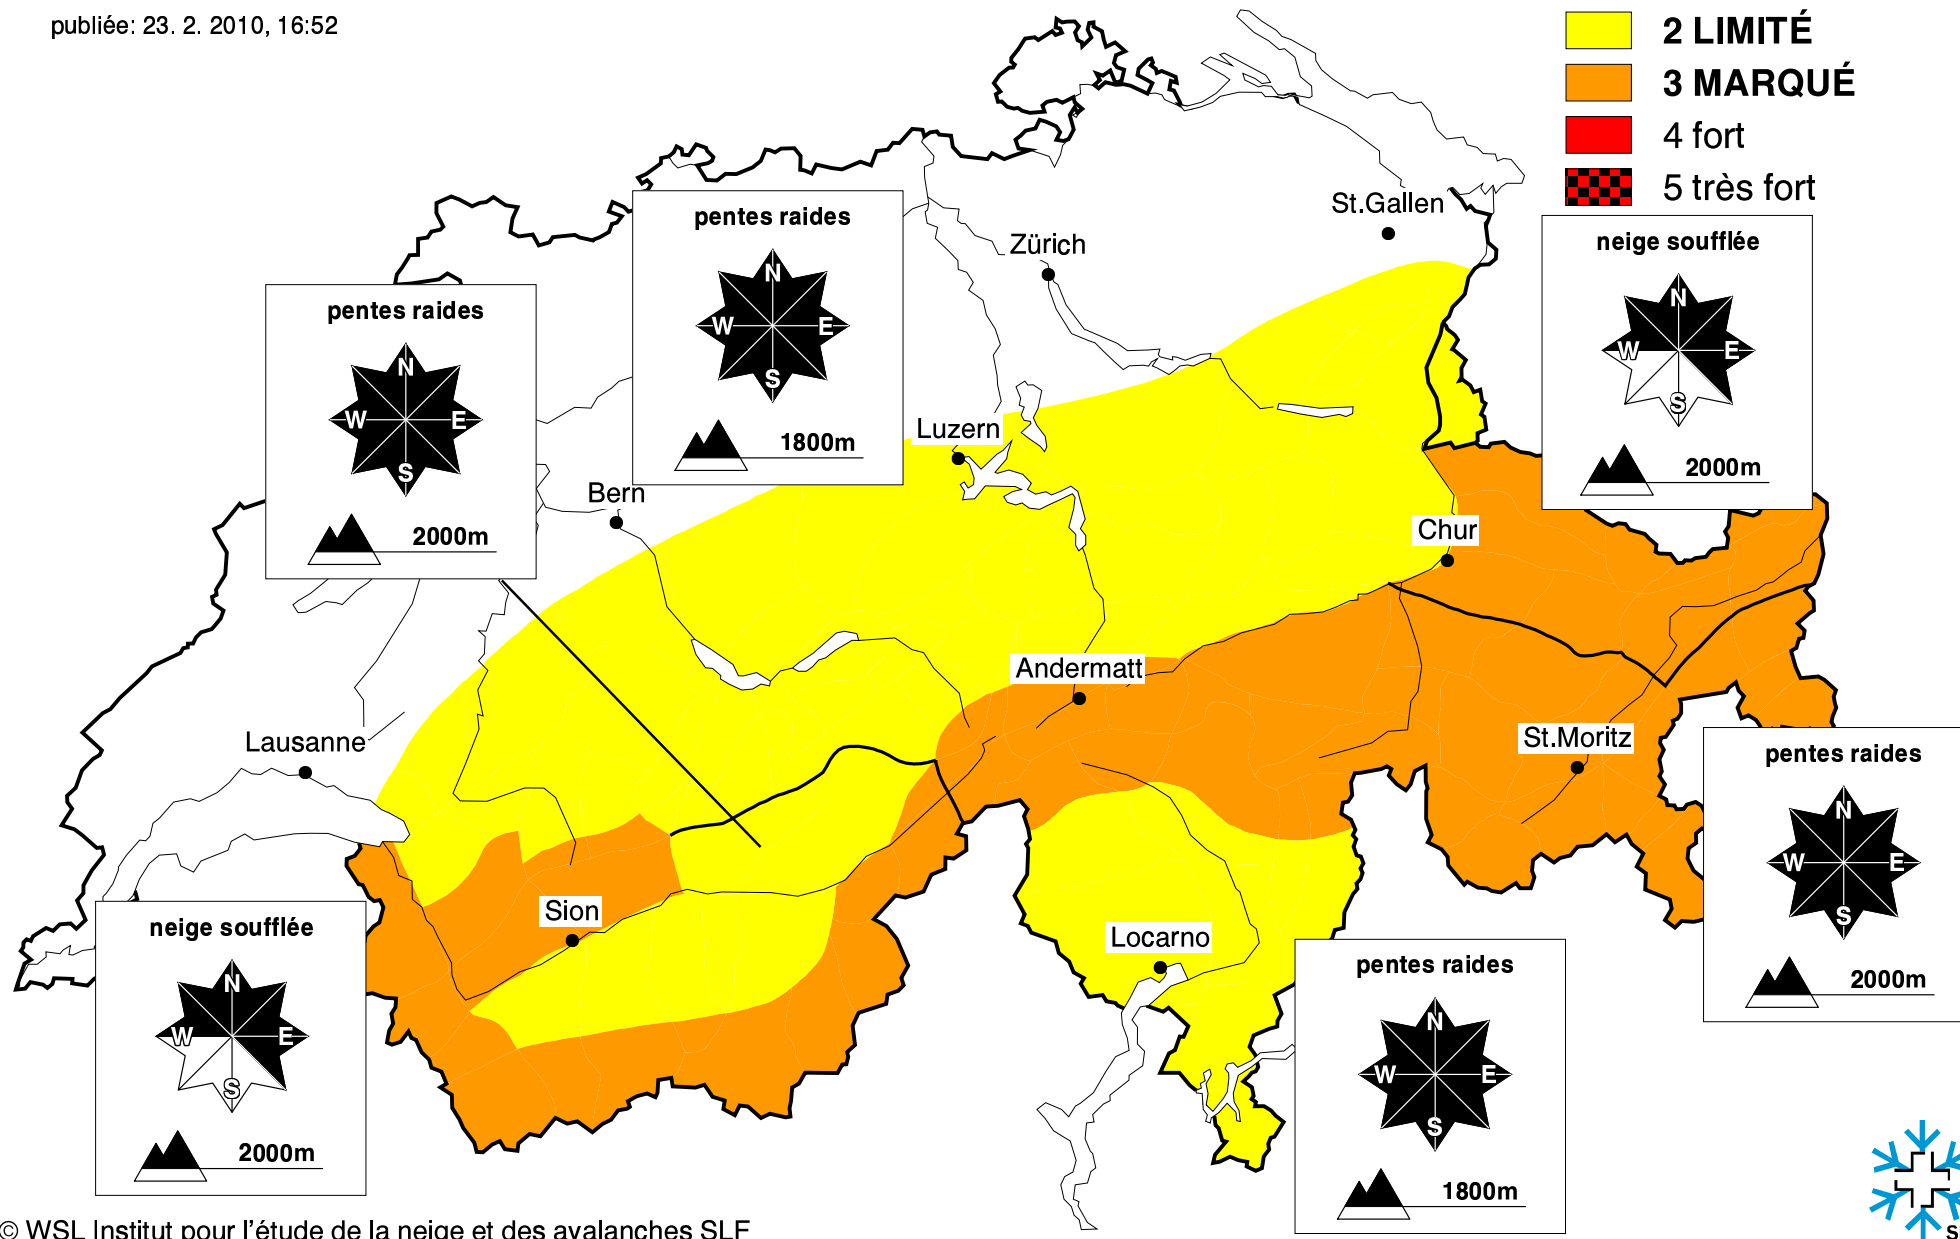 publiée: 23. 2. 2010, 16:52
2 LIMITÉ
3 MARQUÉ
4 fort
5 très fort
St.Gallen
Zürich
pentes raides
N
W E
S
1800m
neige soufflée
N
W E
S
2000m
pentes raides
N
W E
S
2000m
Luzern
Bern
Chur
Andermatt
Lausanne
St.Moritz
pentes raides
N
W E
S
2000m
Sion
Locarno
neige soufflée
N
W E
S
2000m
pentes raides
N
W E
S
1800m
© WSL Institut pour l'étude de la neige et des avalanches SLF